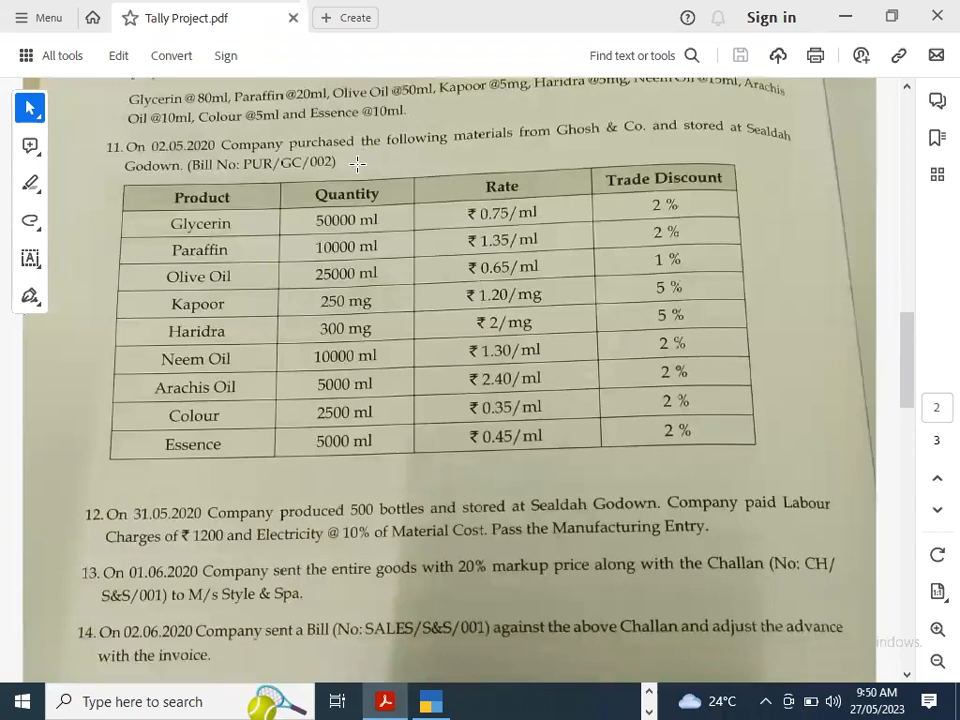 Menu
Tally Project.pdf
Create
Sign in
All tools Edit Convert Sign
Find text or tools
Glycerin @ 80ml, Paraffin @20ml, Olive Oil @50ml, Kapoor @5mg, Haridra @5mg, Neem Oil @15ml, Arachis
Oil @10ml, Colour @5ml and Essence @10ml.
11. On 02.05.2020 Company purchased the following materials from Ghosh & Co. and stored at Sealdah
Godown. (Bill No: PUR/GC/002)
Product Quantity Rate Trade Discount
Glycerin 50000 ml ₹ 0.75/ml 2 %
Paraffin 10000 ml ₹ 1.35/ml 2 %
Olive Oil 25000 ml ₹ 0.65/ml 1 %
Kapoor 250 mg ₹ 1.20/mg 5 %
Haridra 300 mg ₹ 2/mg 5 %
Neem Oil 10000 ml ₹ 1.30/ml 2 %
Arachis Oil 5000 ml ₹ 2.40/ml 2 %
Colour 2500 ml ₹ 0.35/ml 2 %
Essence 5000 ml ₹ 0.45/ml 2 %
12. On 31.05.2020 Company produced 500 bottles and stored at Sealdah Godown. Company paid Labour
Charges of ₹ 1200 and Electricity @ 10% of Material Cost. Pass the Manufacturing Entry.
13. On 01.06.2020 Company sent the entire goods with 20% markup price along with the Challan (No: CH/
S&S/001) to M/s Style & Spa.
14. On 02.06.2020 Company sent a Bill (No: SALES/S&S/001) against the above Challan and adjust the advance
with the invoice.
2
3
ndows.
Type here to search
24°C
9:50 AM
27/05/2023